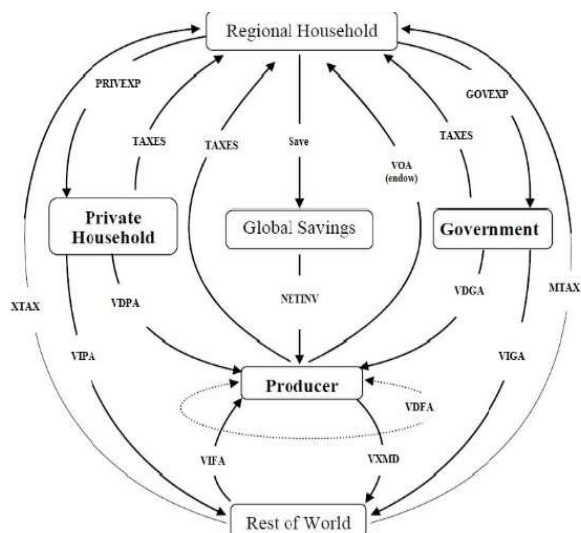 Regional Household
PRIVEXP
GOVEXP
TAXES
TAXES
Save
VOA
(endow)
TAXES
Private
Household
Global Savings
Government
XTAX
VDPA
NETINV
VDGA
MTAX
VIPA
VIGA
Producer
VDFA
VIFA
VXMD
Rest of World